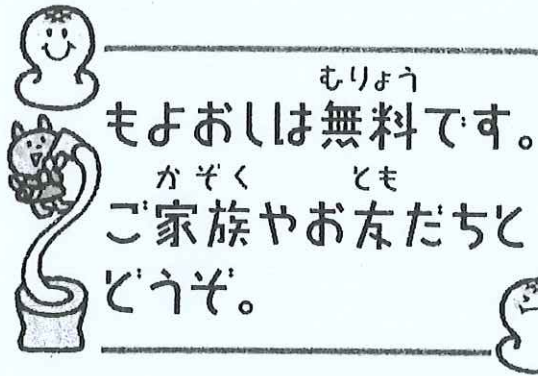 もよおしは無料です。
ご家族やお友だちと
どうぞ。